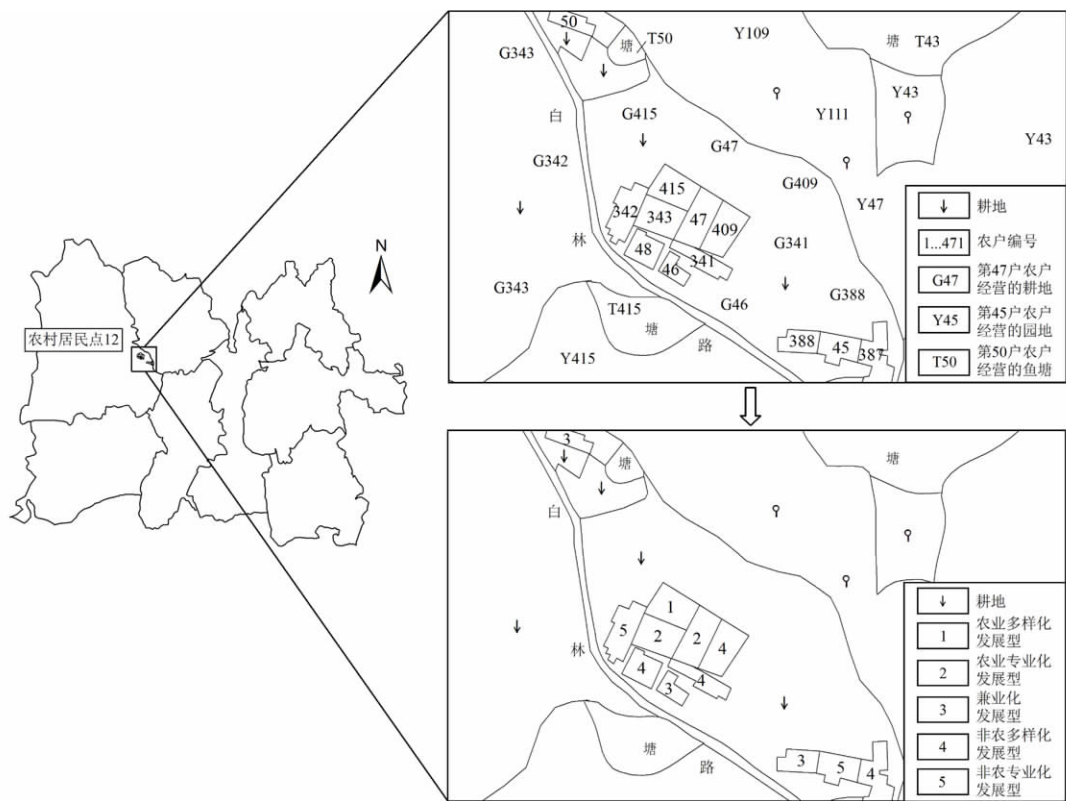 50
塘
T50
Y109
塘 T43
G343
Y43
白
G415
Y111
Y43
G342
G47
G409
Y47
415
342
343
47
409
林
48
46
341
G341
G343
T415
G46
G388
塘
路
Y415
388
45
387
耕地
1...471
农户编号
G47
第47户农户
经营的耕地
Y45
第45户农户
经营的园地
T50
第50户农户
经营的鱼塘
N
农村居民点12
3
塘
塘
白
1
5
2
2
4
林
4
3
4
塘
路
3
5
4
耕地
1
农业多样化
发展型
2
农业专业化
发展型
3
兼业化
发展型
4
非农多样化
发展型
5
非农专业化
发展型